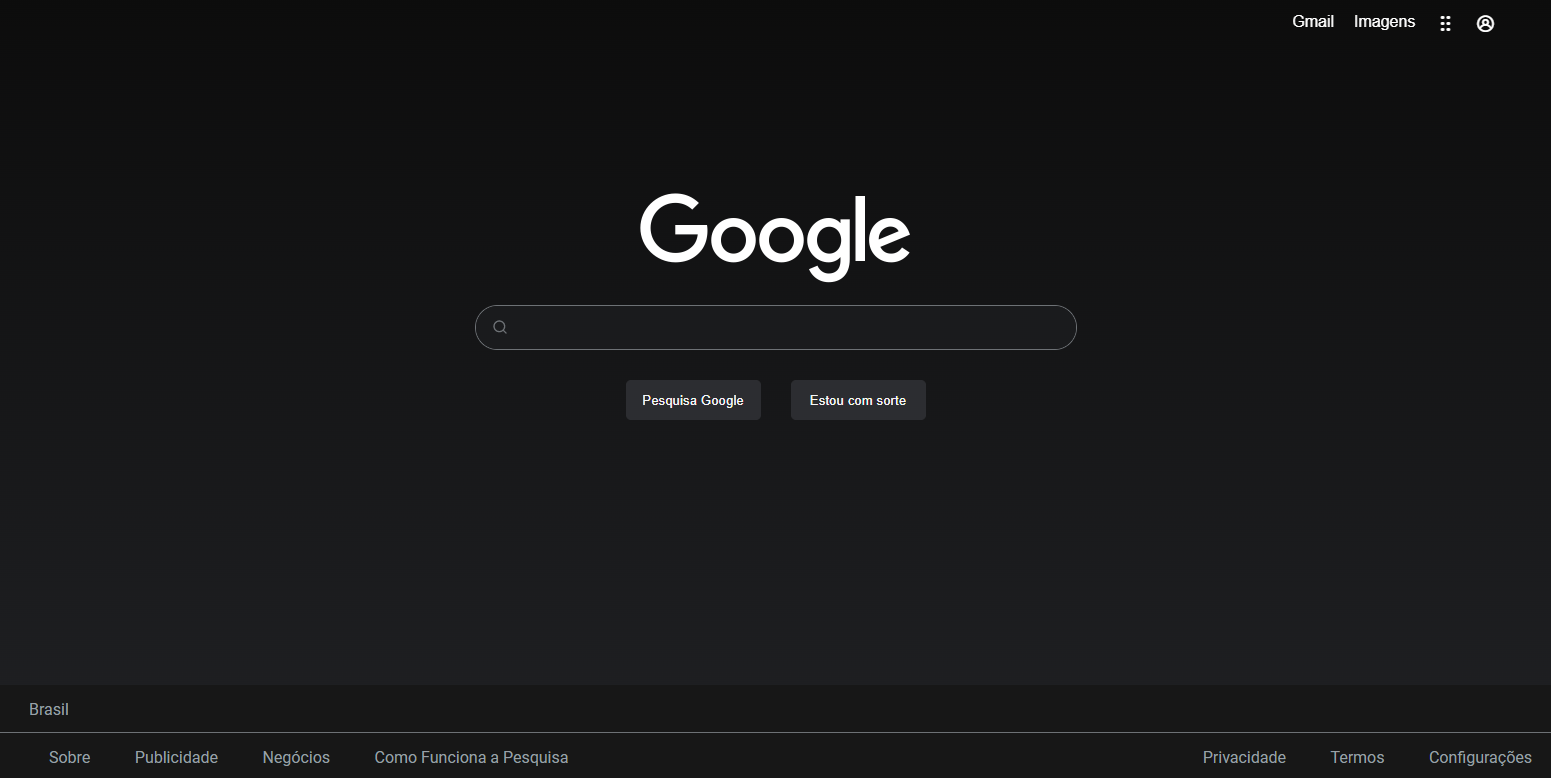 Gmail Imagens
Google
Pesquisa Google Estou com sorte
Brasil
Sobre Publicidade Negócios Como Funciona a Pesquisa Privacidade Termos Configurações